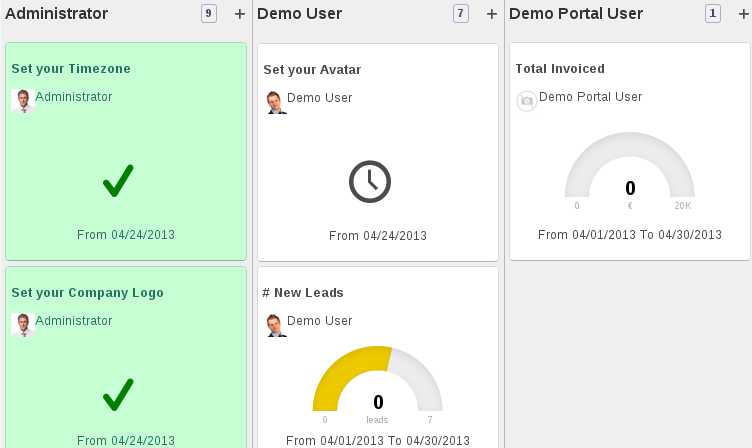 Administrator 9 +
Set your Timezone
Administrator
From 04/24/2013
Set your Company Logo
Administrator
From 04/24/2013
Demo User 7 +
Set your Avatar
Demo User
From 04/24/2013
# New Leads
Demo User
0
0 leads 7
From 04/01/2013 To 04/30/2013
Demo Portal User 1 +
Total Invoiced
Demo Portal User
0
0 € 20K
From 04/01/2013 To 04/30/2013